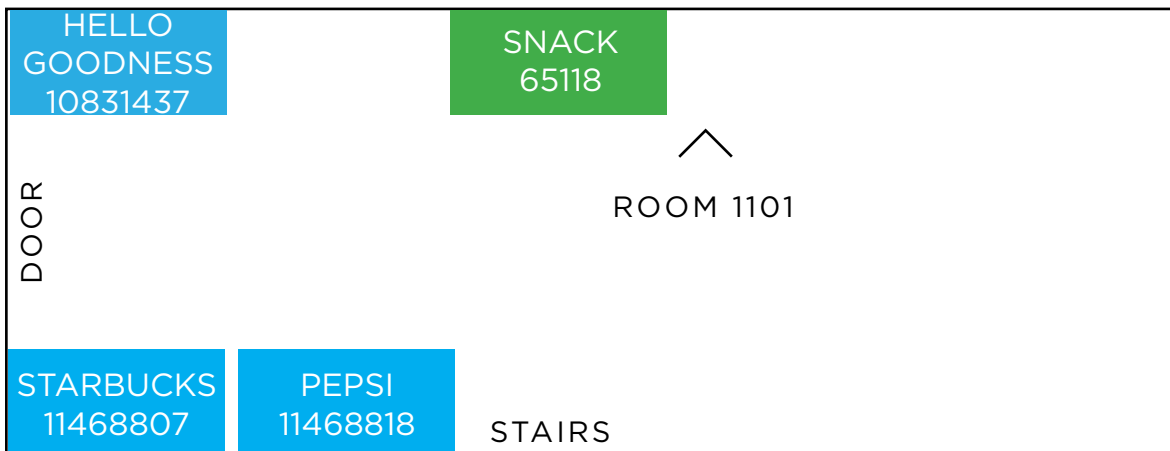 HELLO
GOODNESS
10831437
SNACK
65118
DOOR
ROOM 1101
STARBUCKS
11468807
PEPSI
11468818
STAIRS